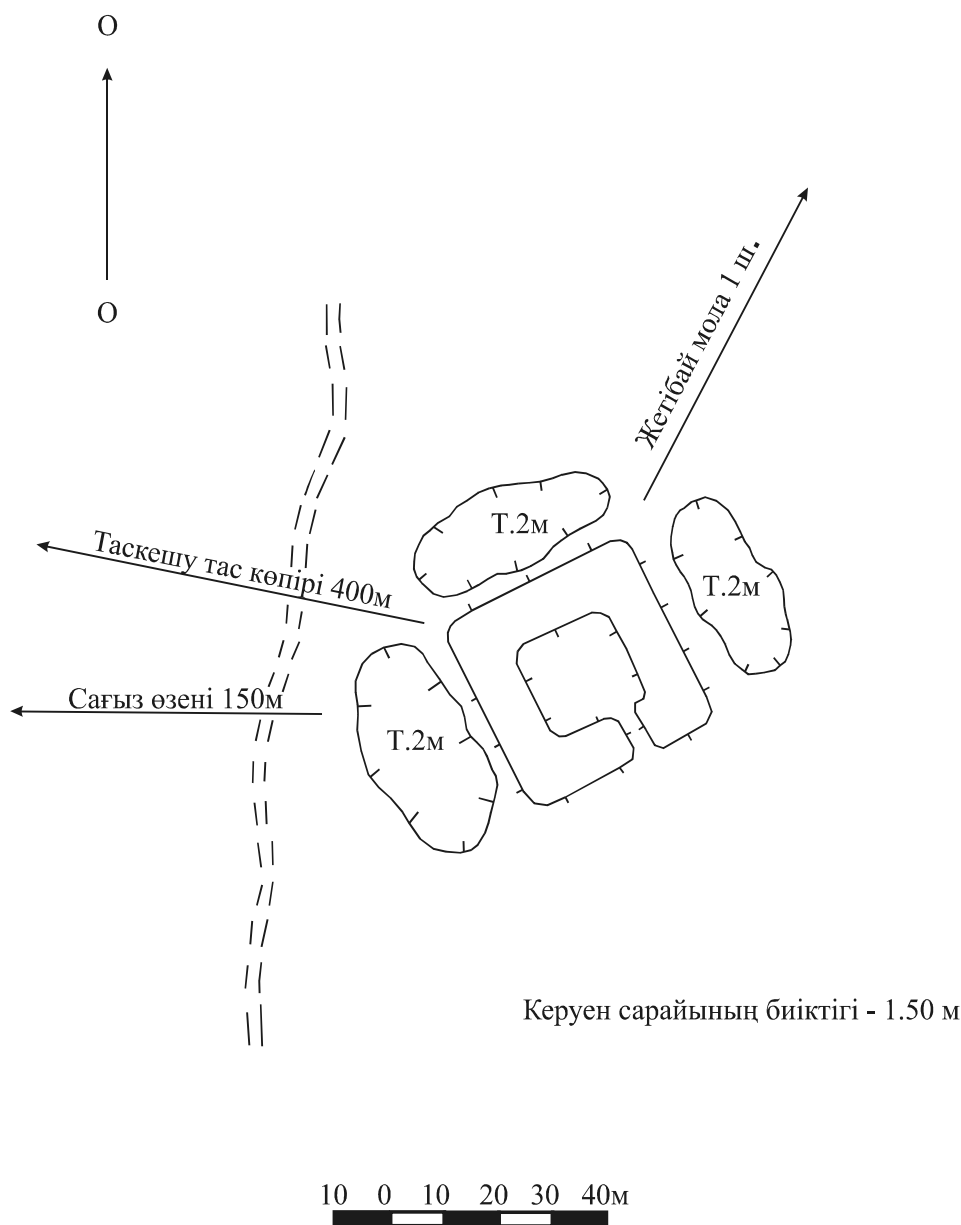 О
О
Жетібай мола 1 ш.
Т.2м
Таскешу тас көпірі 400м
Т.2м
Сағыз өзені 150м
Т.2м
Керуен сарайының биіктігі - 1.50 м
10 0 10 20 30 40м